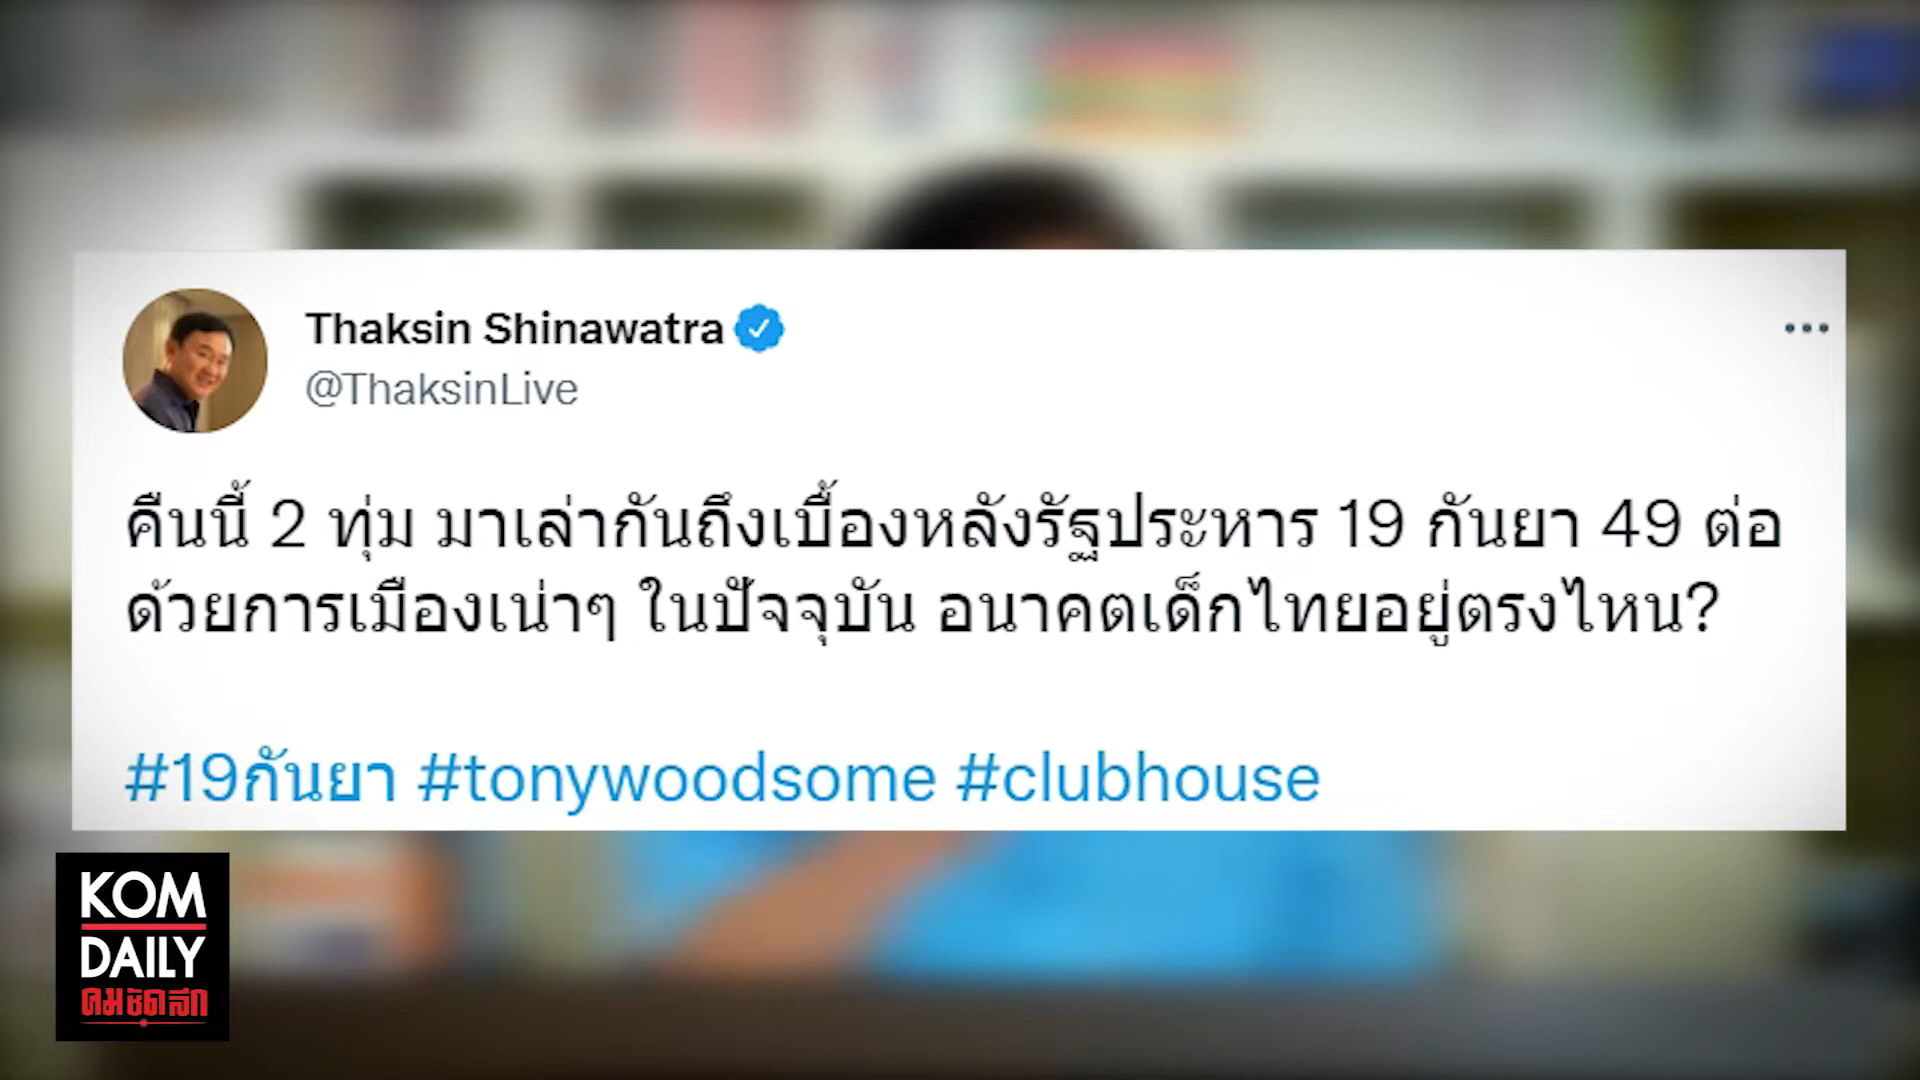 Thaksin Shinawatra
@ThaksinLive
คืนนี้ 2 ทุ่ม มาเล่ากันถึงเบื้องหลังรัฐประหาร 19 กันยา 49 ต่อ
ด้วยการเมืองเน่าๆ ในปัจจุบัน อนาคตเด็กไทยอยู่ตรงไหน?
#19กันยา #tonywoodsome #clubhouse
KOM
DAILY
คมชัดลึก